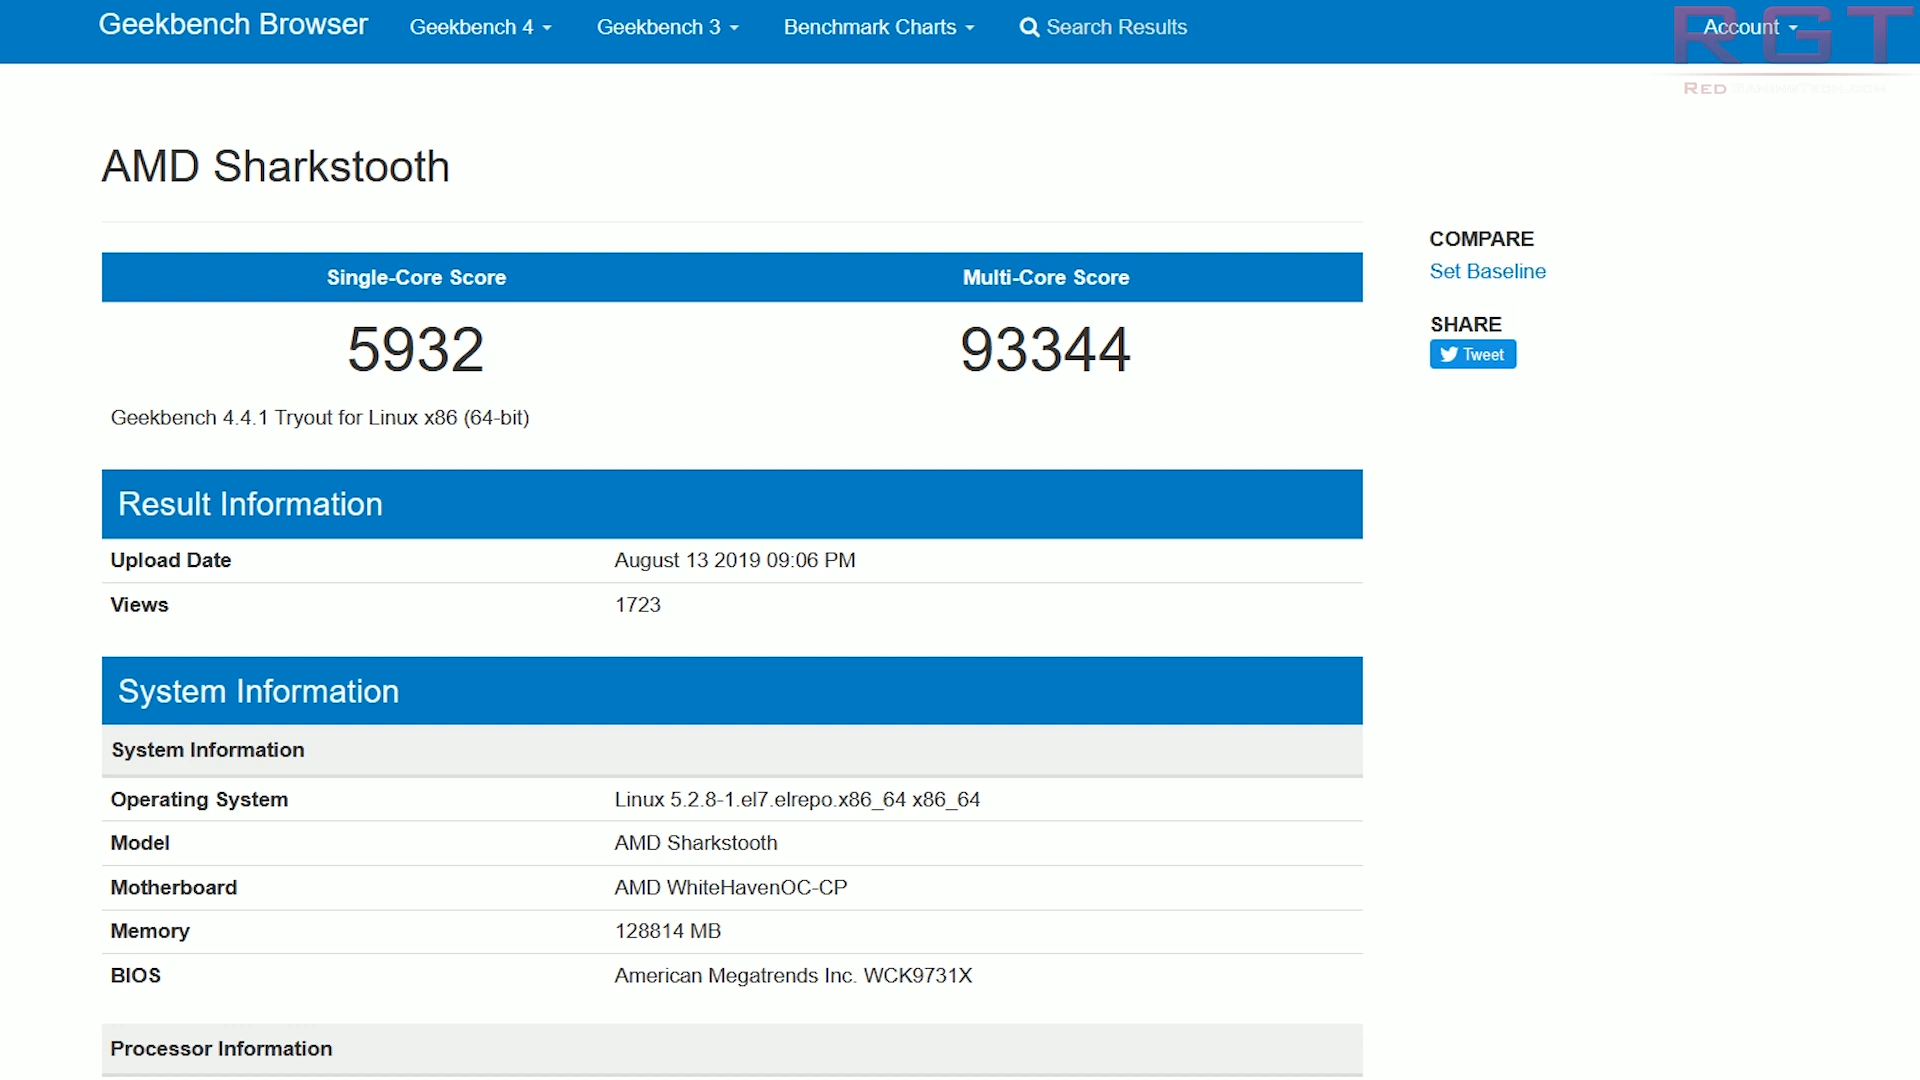 Geekbench Browser Geekbench 4 Geekbench 3 Benchmark Charts Search Results Account
RGT
RED
AMD Sharkstooth
COMPARE
Set Baseline
SHARE
Tweet
Single-Core Score Multi-Core Score
5932 93344
Geekbench 4.4.1 Tryout for Linux x86 (64-bit)
Result Information
Upload Date August 13 2019 09:06 PM
Views 1723
System Information
System Information
Operating System Linux 5.2.8-1.el7.elrepo.x86_64 x86_64
Model AMD Sharkstooth
Motherboard AMD WhiteHavenOC-CP
Memory 128814 MB
BIOS American Megatrends Inc. WCK9731X
Processor Information